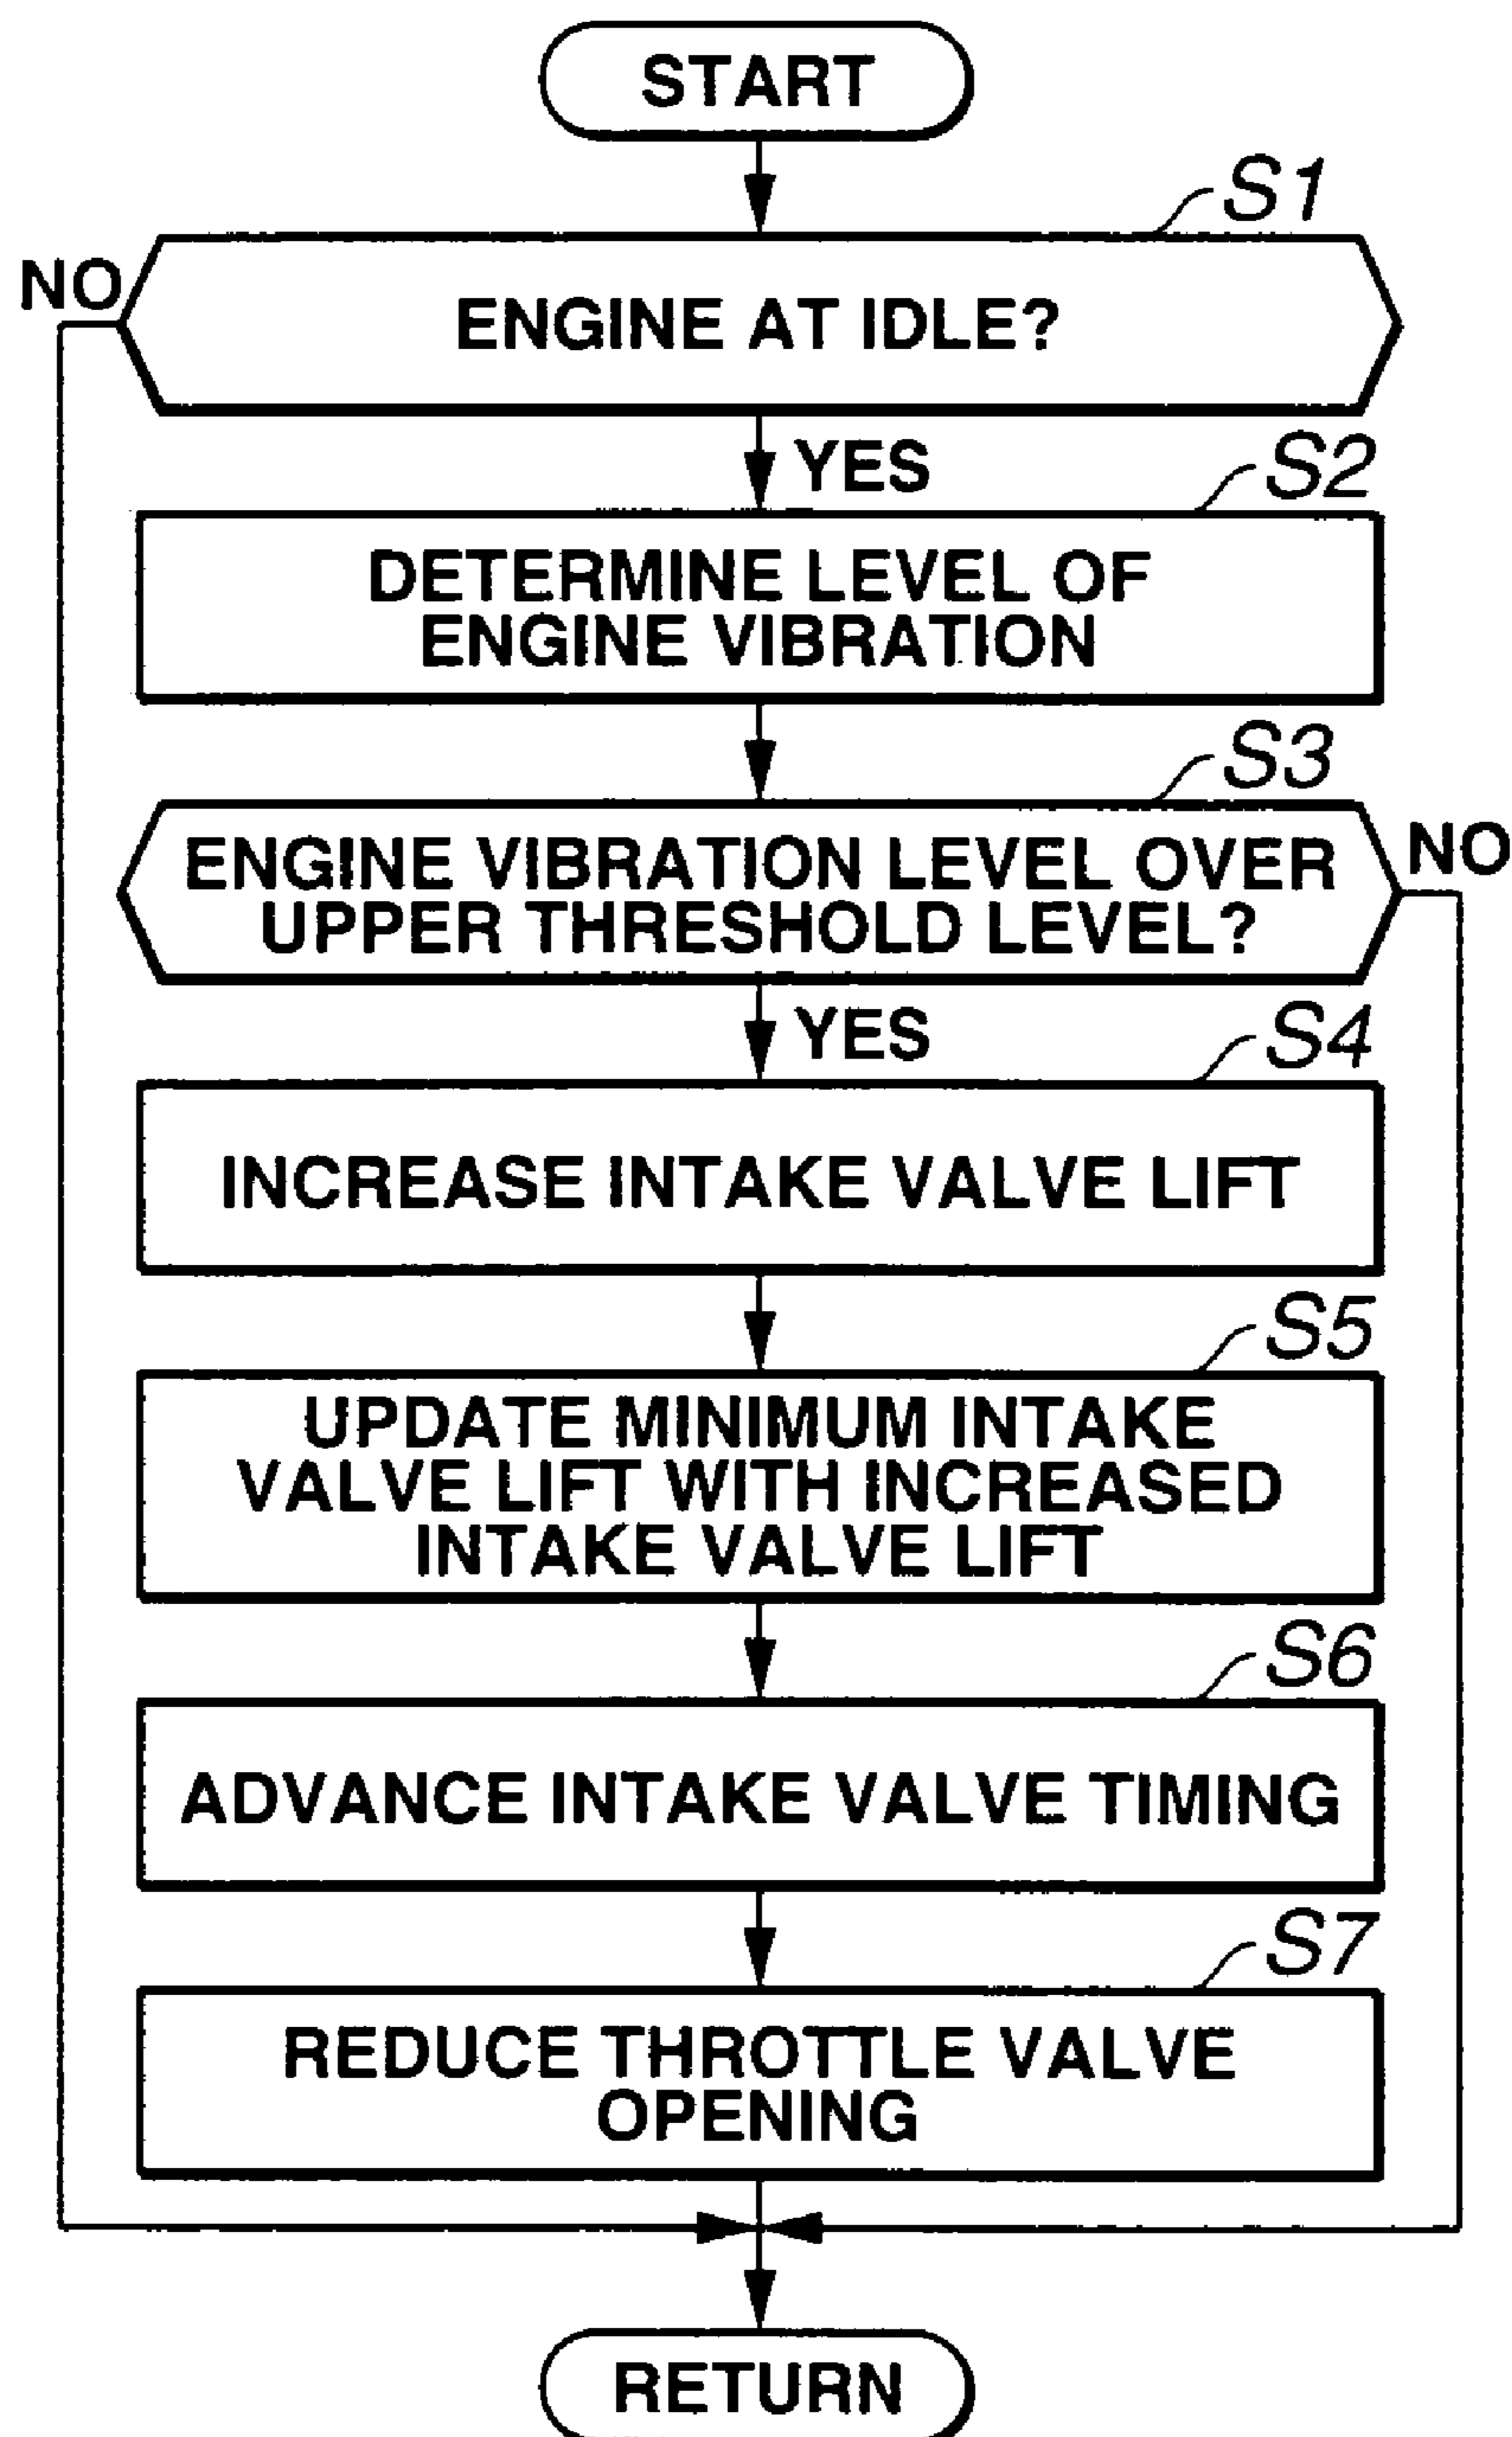 START
S1
NO
ENGINE AT IDLE?
YES
S2
DETERMINE LEVEL OF
ENGINE VIBRATION
S3
ENGINE VIBRATION LEVEL OVER
UPPER THRESHOLD LEVEL?
NO
YES
S4
INCREASE INTAKE VALVE LIFT
S5
UPDATE MINIMUM INTAKE
VALVE LIFT WITH INCREASED
INTAKE VALVE LIFT
S6
ADVANCE INTAKE VALVE TIMING
S7
REDUCE THROTTLE VALVE
OPENING
RETURN